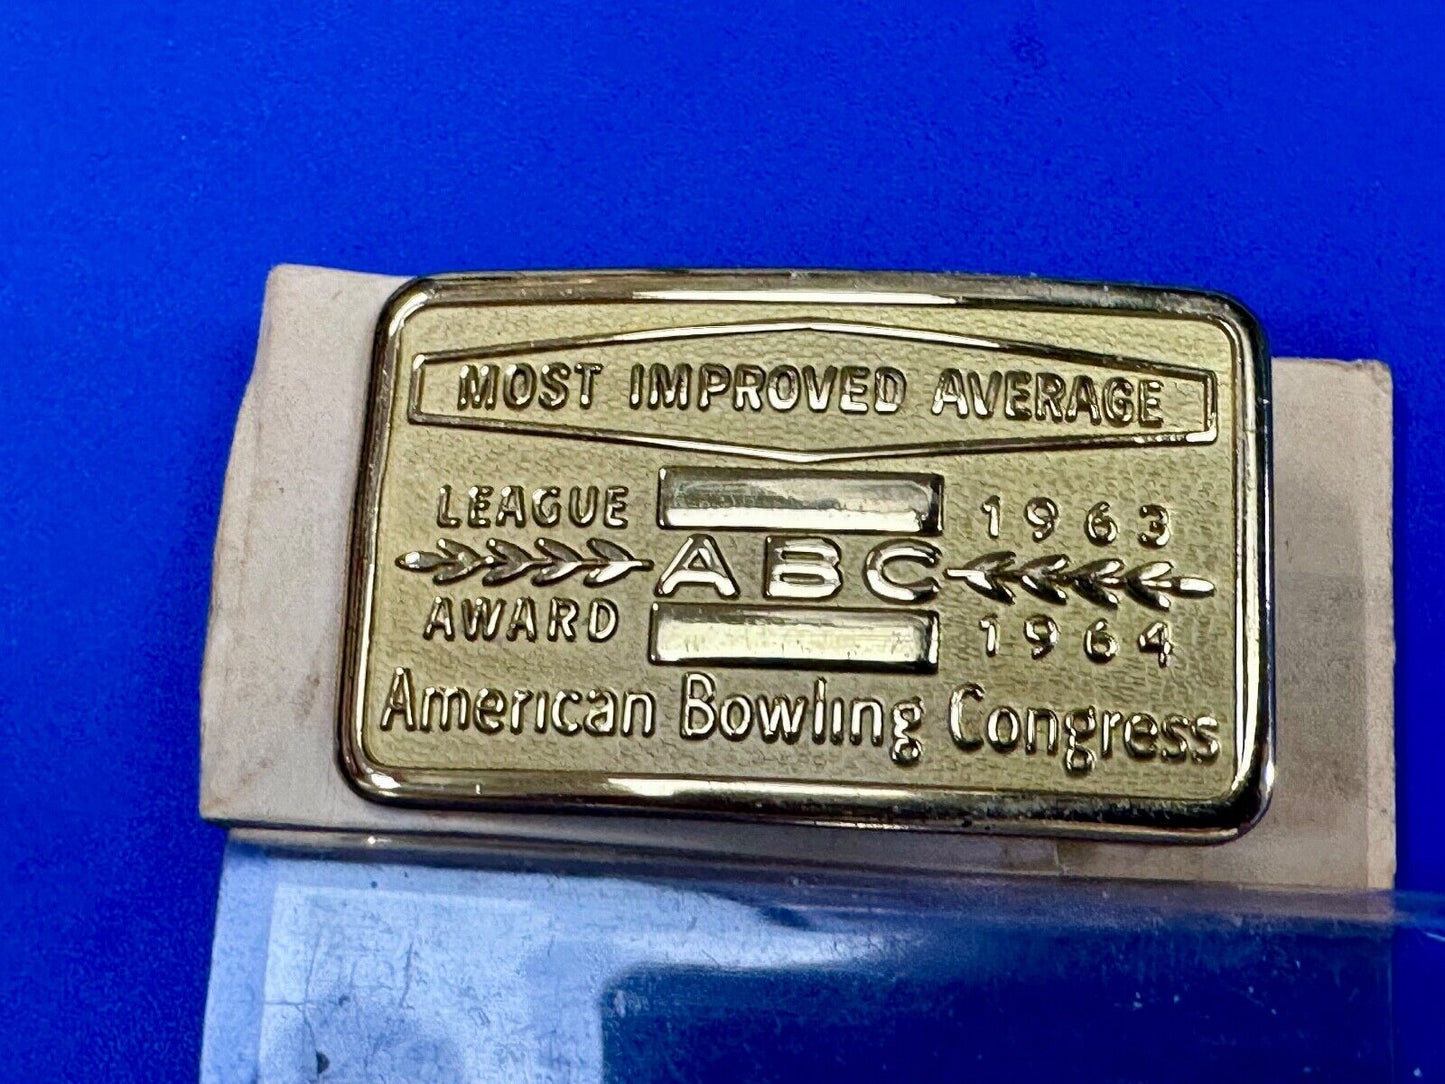 MOST IMPROVED AVERAGE
LEAGUE 1963
ABC
AWARD 1964
American Bowling Congress